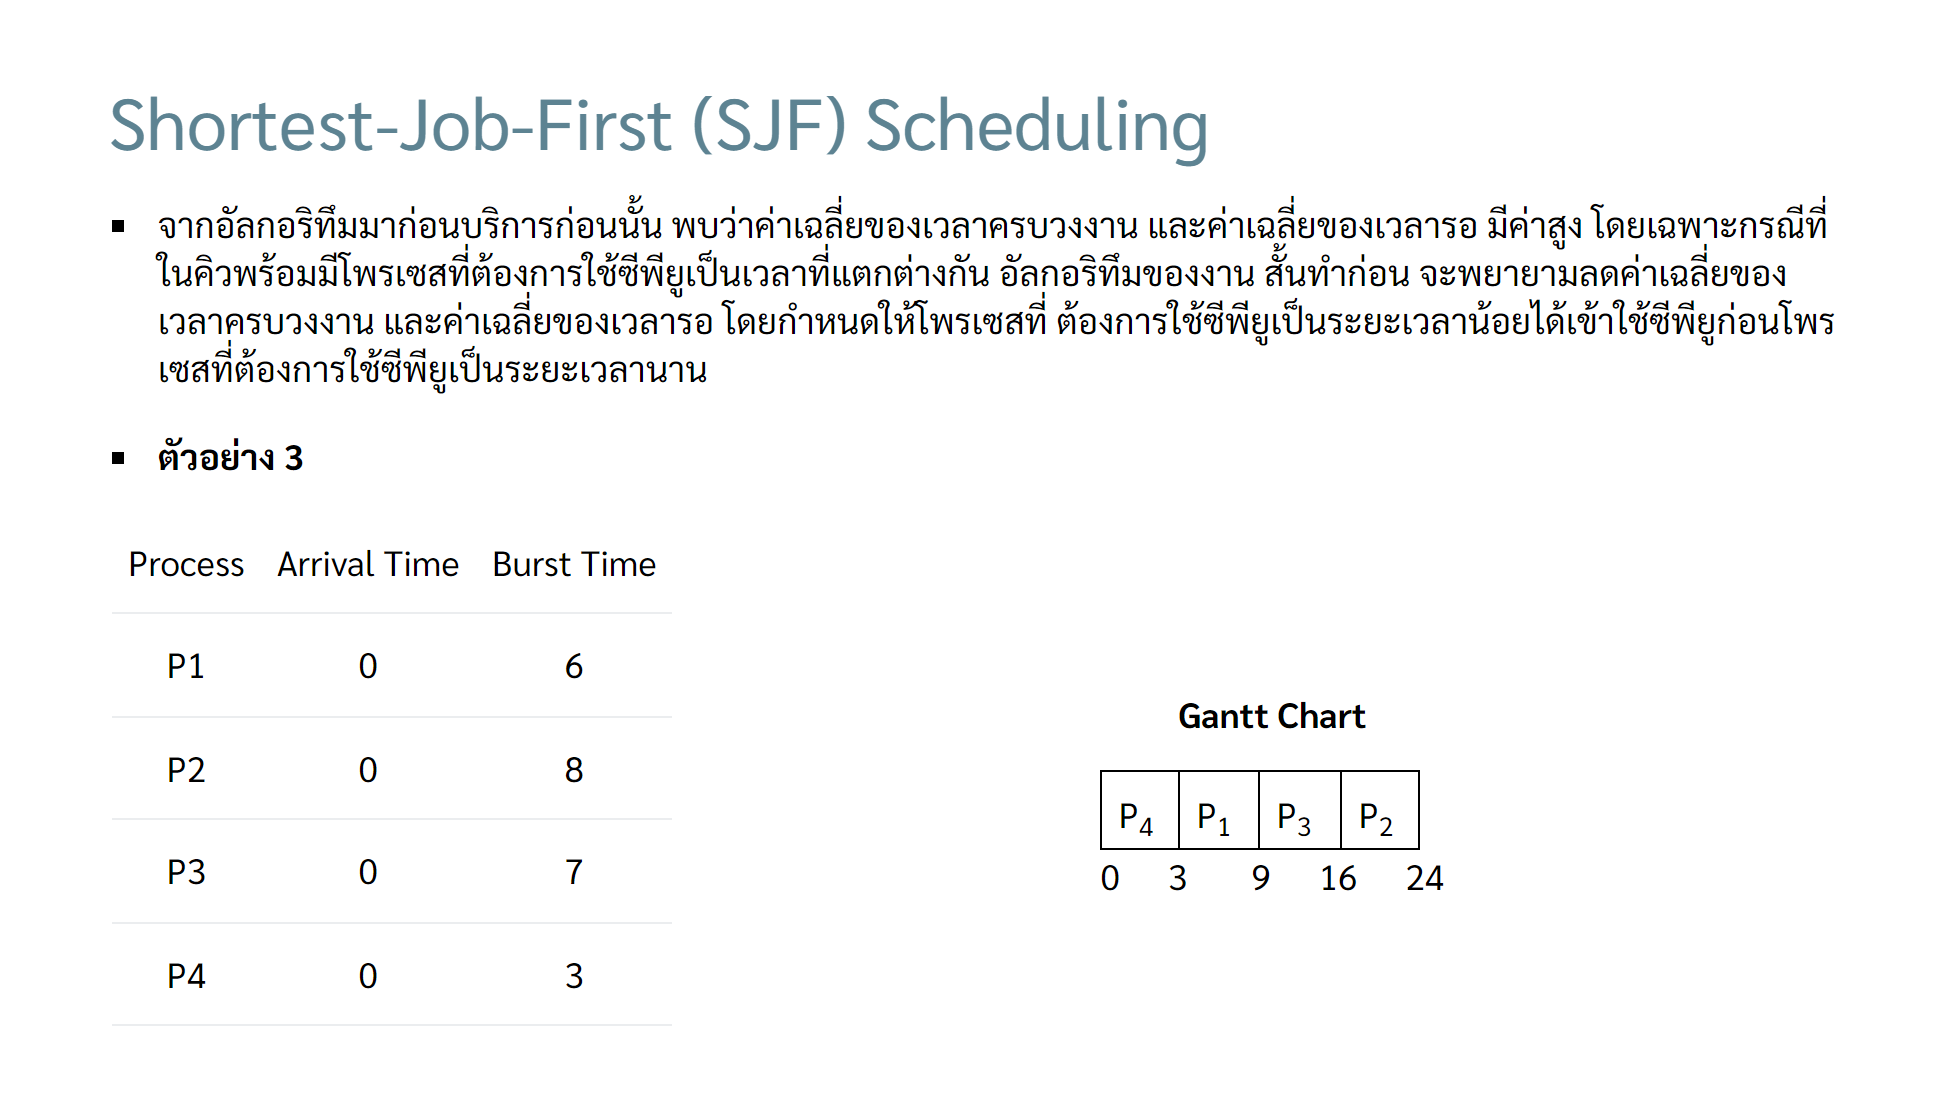 Shortest-Job-First (SJF) Scheduling
▪ จากอัลกอริทึมมาก่อนบริการก่อนนั้น พบว่าค่าเฉลี่ยของเวลาครบวงงาน และค่าเฉลี่ยของเวลารอ มีค่าสูง โดยเฉพาะกรณีที่
ในคิวพร้อมมีโพรเซสที่ต้องการใช้ซีพียูเป็นเวลาที่แตกต่างกัน อัลกอริทึมของงาน สั้นทำก่อน จะพยายามลดค่าเฉลี่ยของ
เวลาครบวงงาน และค่าเฉลี่ยของเวลารอ โดยกำหนดให้โพรเซสที่ ต้องการใช้ซีพียูเป็นระยะเวลาน้อยได้เข้าใช้ซีพียูก่อนโพร
เซสที่ต้องการใช้ซีพียูเป็นระยะเวลานาน
▪ ตัวอย่าง 3
Process Arrival Time Burst Time
P1 0 6
P2 0 8
P3 0 7
P4 0 3
Gantt Chart
P4 P1 P3 P2
0 3 9 16 24